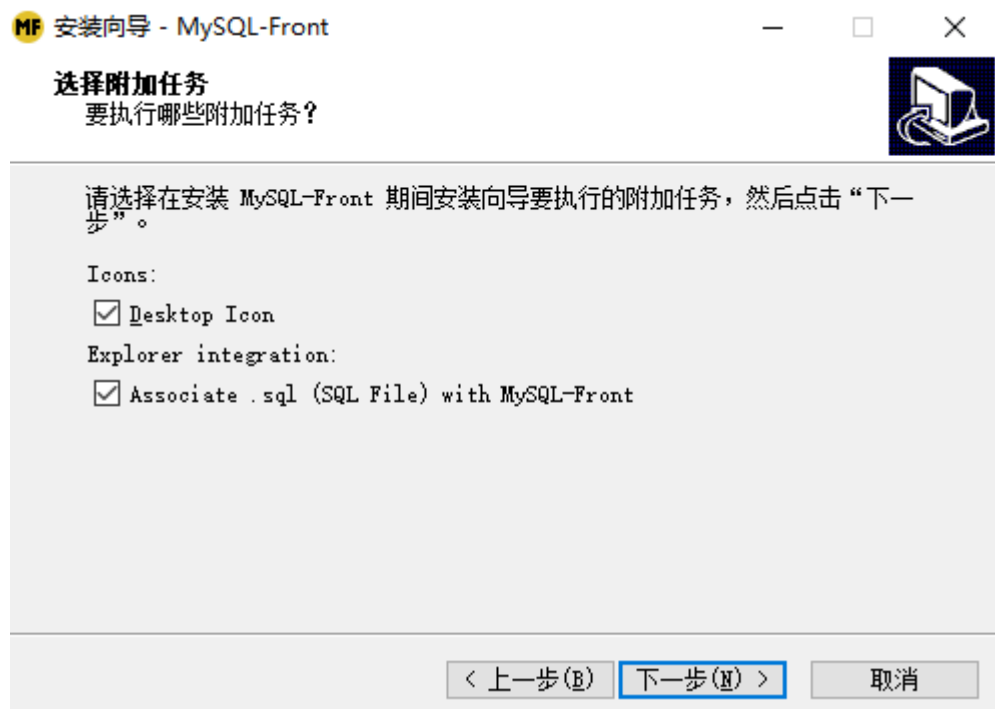 MF 安装向导 - MySQL-Front
选择附加任务
要执行哪些附加任务?
请选择在安装 MySQL-Front 期间安装向导要执行的附加任务，然后点击“下一
步”。
Icons:
Desktop Icon
Explorer integration:
Associate .sql (SQL File) with MySQL-Front
< 上一步(B) 下一步(N) > 取消